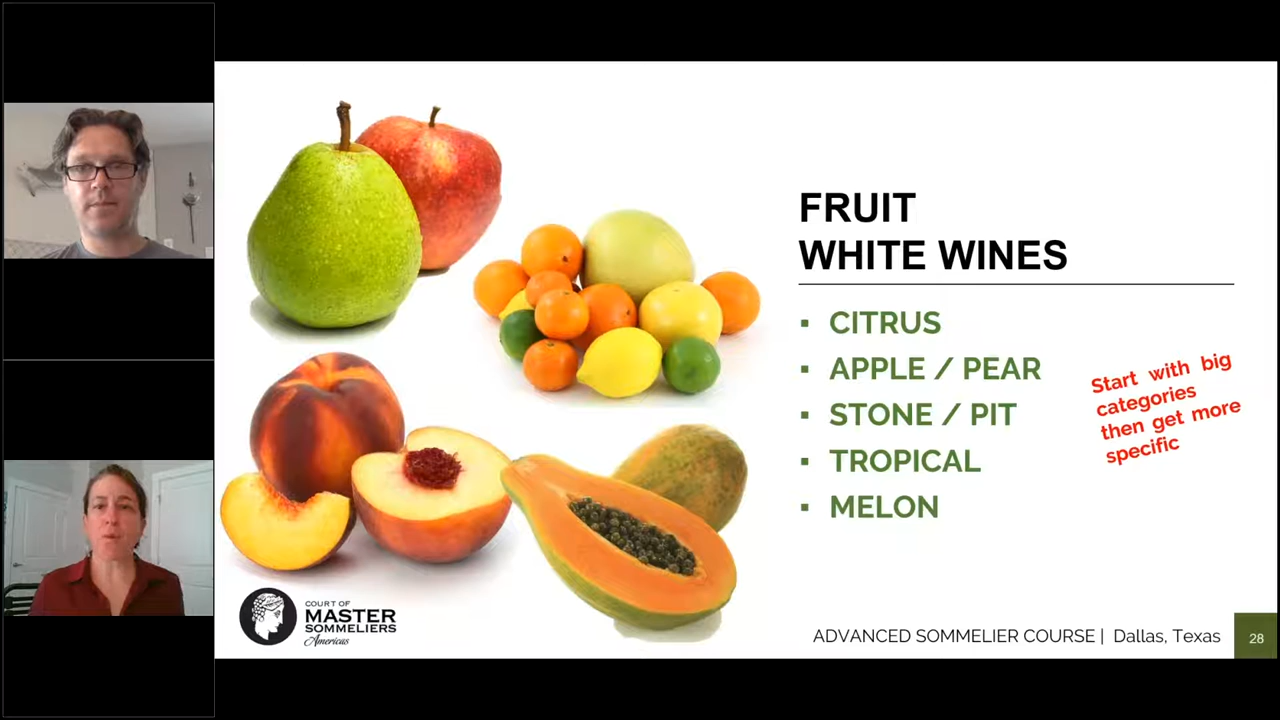 FRUIT
WHITE WINES
▪ CITRUS
▪ APPLE / PEAR
▪ STONE / PIT
▪ TROPICAL
▪ MELON
Start with big
categories
then get more
specific
COURT OF
MASTER
SOMMELIERS
Americas
ADVANCED SOMMELIER COURSE | Dallas, Texas
28